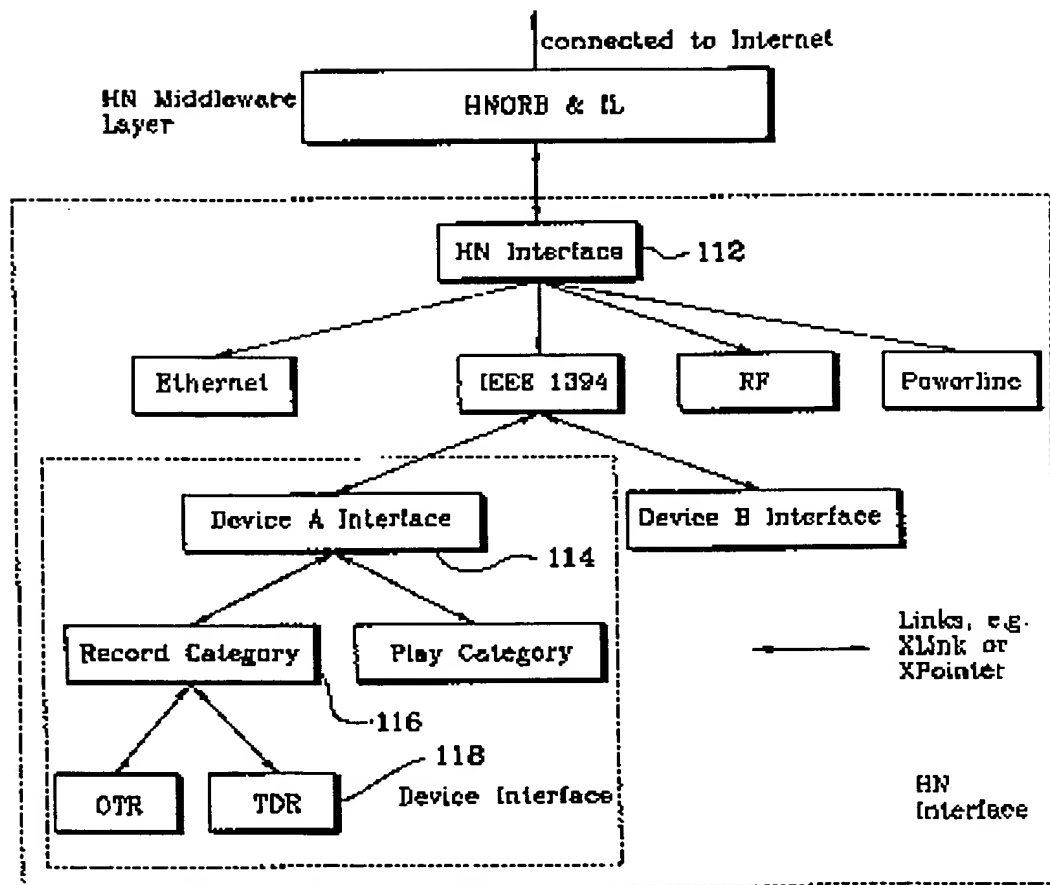 connected to Internet
HN Middleware
Layer
HNORB & IL
HN Interface
112
Ethernet
IEEE 1394
RF
Powerline
Device A Interface
Device B Interface
114
Record Category
Play Category
Links, e.g.
XLink or
XPointer
116
118
OTR
TDR
Device Interface
HN
Interface